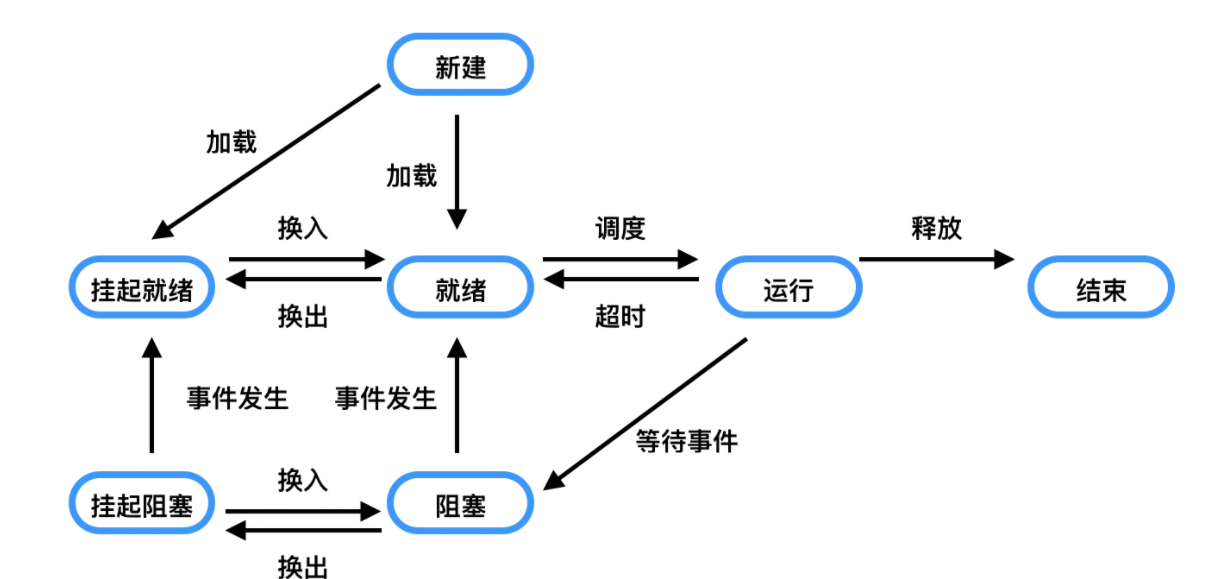 新建
加载
加载
换入
调度
释放
挂起就绪
就绪
运行
结束
换出
超时
事件发生
事件发生
等待事件
换入
挂起阻塞
阻塞
换出